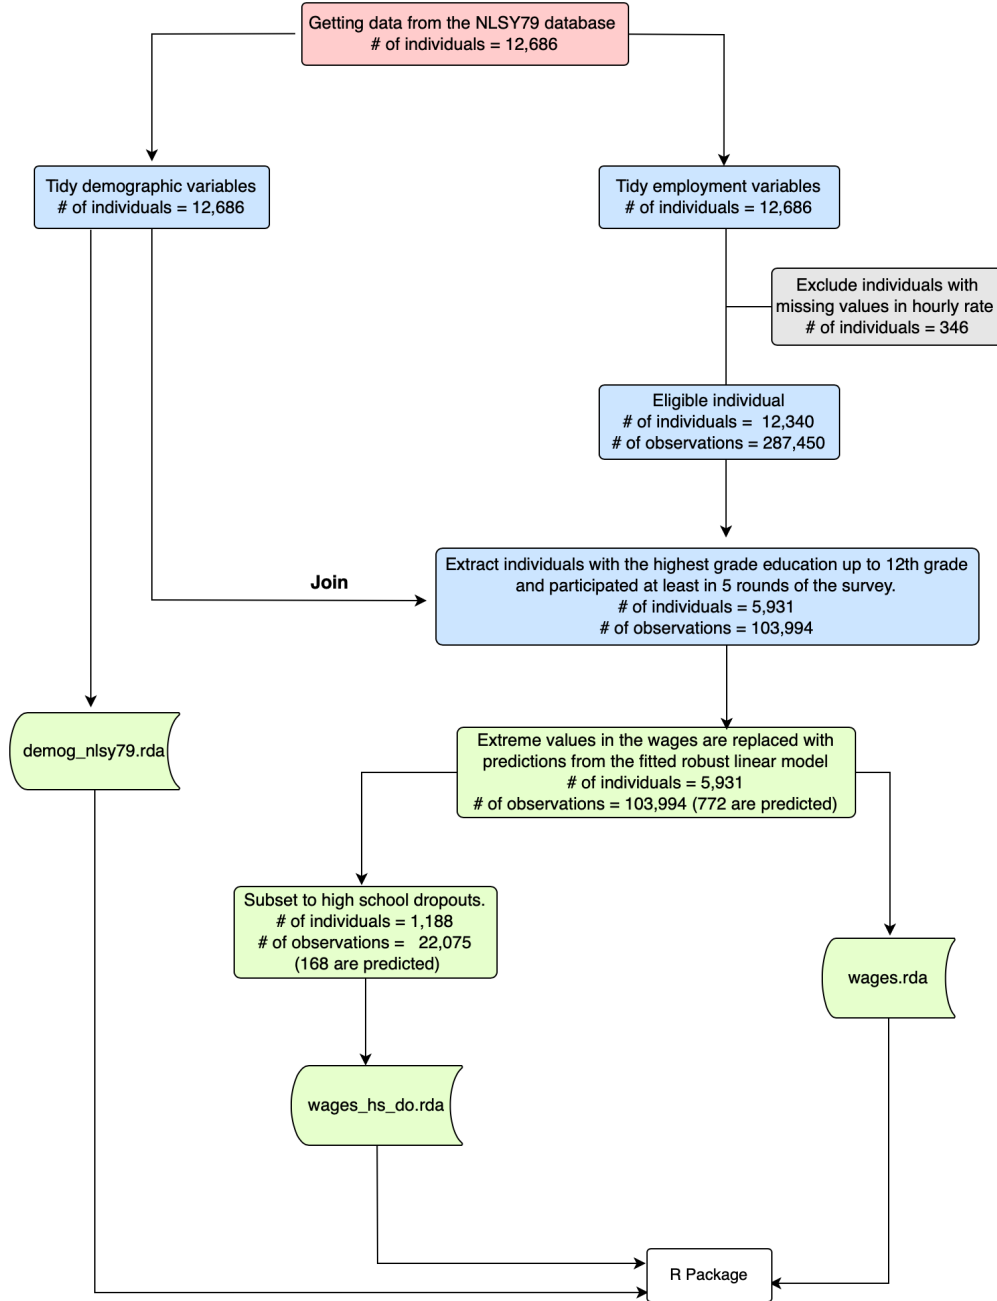 Getting data from the NLSY79 database
# of individuals = 12,686
Tidy demographic variables
# of individuals = 12,686
Tidy employment variables
# of individuals = 12,686
Exclude individuals with
missing values in hourly rate
# of individuals = 346
Eligible individual
# of individuals = 12,340
# of observations = 287,450
Join
Extract individuals with the highest grade education up to 12th grade
and participated at least in 5 rounds of the survey.
# of individuals = 5,931
# of observations = 103,994
demog_nlsy79.rda
Extreme values in the wages are replaced with
predictions from the fitted robust linear model
# of individuals = 5,931
# of observations = 103,994 (772 are predicted)
Subset to high school dropouts.
# of individuals = 1,188
# of observations = 22,075
(168 are predicted)
wages.rda
wages_hs_do.rda
R Package